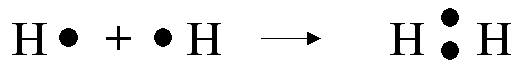 H• + •H → H:H